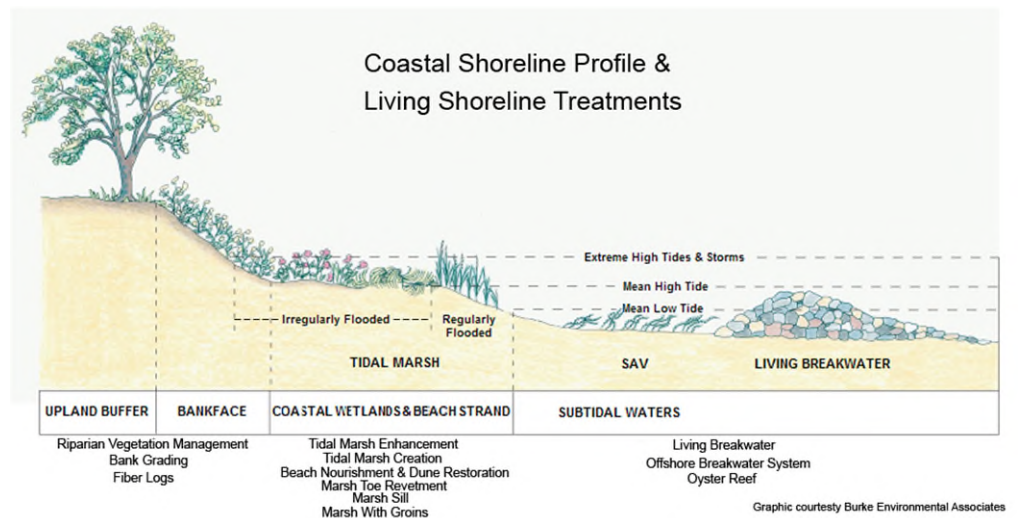 Coastal Shoreline Profile &
Living Shoreline Treatments
Extreme High Tides & Storms
Mean High Tide
Mean Low Tide
Irregularly Flooded
Regularly
Flooded
TIDAL MARSH
SAV
LIVING BREAKWATER
UPLAND BUFFER
BANKFACE
COASTAL WETLANDS & BEACH STRAND
SUBTIDAL WATERS
Riparian Vegetation Management
Bank Grading
Fiber Logs
Tidal Marsh Enhancement
Tidal Marsh Creation
Beach Nourishment & Dune Restoration
Marsh Toe Revetment
Marsh Sill
Marsh With Groins
Living Breakwater
Offshore Breakwater System
Oyster Reef
Graphic courtesty Burke Environmental Associates